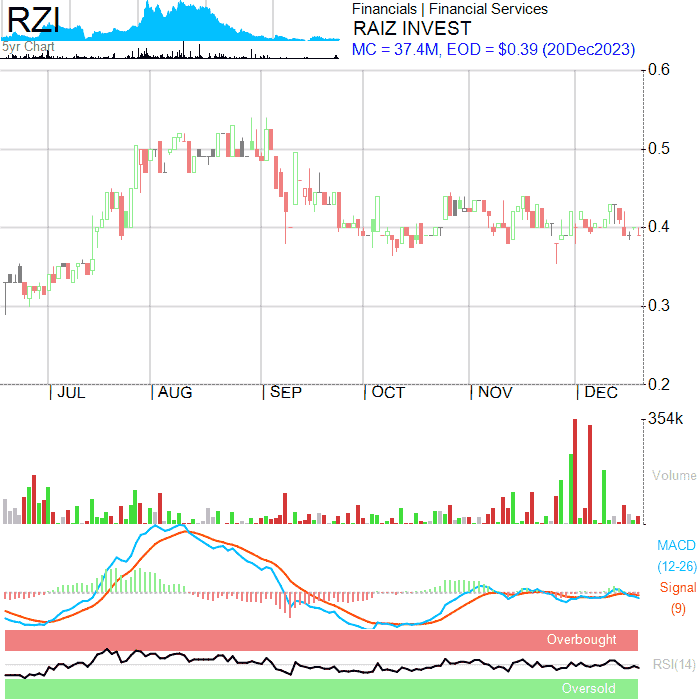 RZI
5yr Chart
Financials | Financial Services
RAIZ INVEST
MC = 37.4M, EOD = $0.39 (20Dec2023)
0.6
0.5
0.4
0.3
0.2
JUL
AUG
SEP
OCT
NOV
DEC
354k
Volume
MACD
(12-26)
Signal
(9)
Overbought
RSI(14)
Oversold